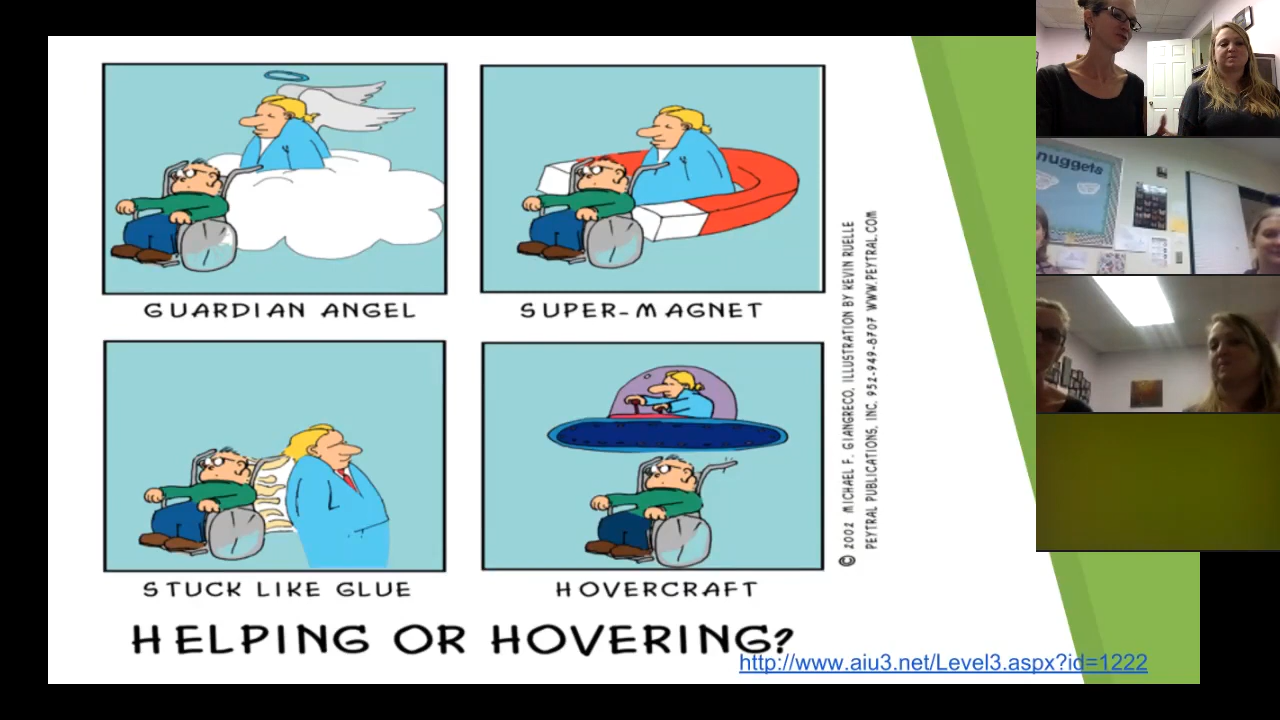 GUARDIAN ANGEL
SUPER-MAGNET
STUCK LIKE GLUE
HOVERCRAFT
HELPING OR HOVERING?
© 2002 MICHAEL F. GIANGRECO, ILLUSTRATION BY KEVIN RUELLE
PEYTRAL PUBLICATIONS, INC. 952-949-8707 WWW.PEYTRAL.COM
http://www.aiu3.net/Level3.aspx?id=1222
nuggets